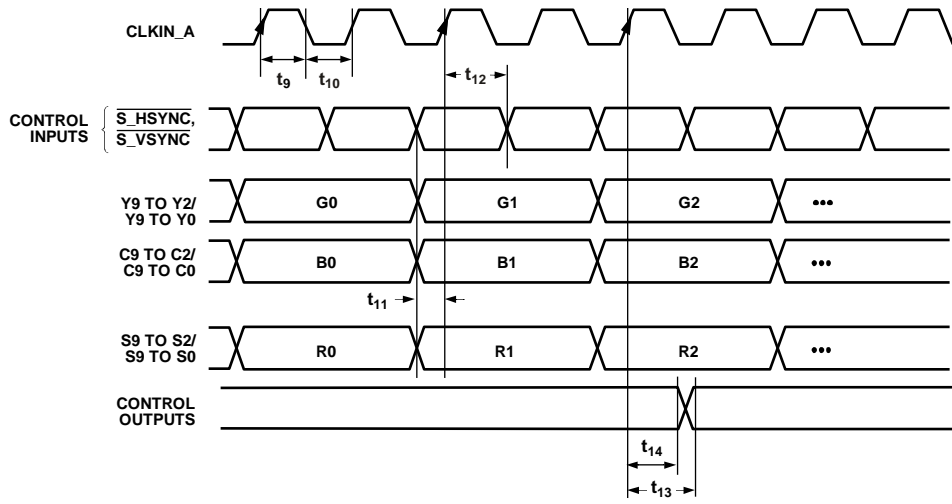 CLKIN_A
t9
t10
t12
CONTROL
INPUTS
S_HSYNC,
S_VSYNC
Y9 TO Y2/
Y9 TO Y0
G0
G1
G2
•••
C9 TO C2/
C9 TO C0
B0
B1
B2
•••
t11
S9 TO S2/
S9 TO S0
R0
R1
R2
•••
CONTROL
OUTPUTS
t14
t13